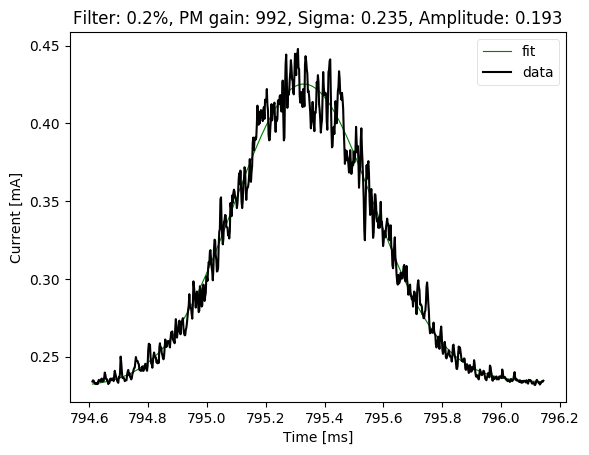 Filter: 0.2%, PM gain: 992, Sigma: 0.235, Amplitude: 0.193
fit
data
0.45
0.40
0.35
0.30
0.25
Current [mA]
794.6 794.8 795.0 795.2 795.4 795.6 795.8 796.0 796.2
Time [ms]